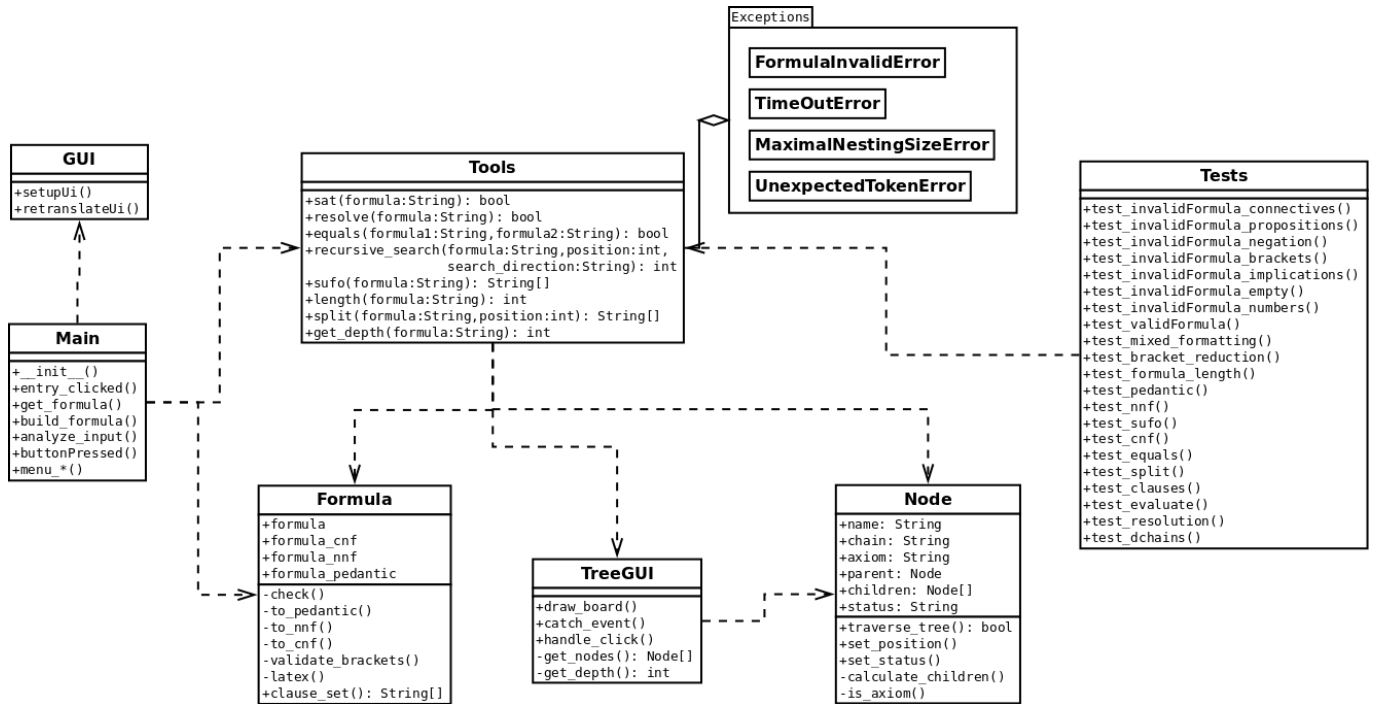 Exceptions
FormulaInvalidError
TimeOutError
MaximalNestingSizeError
UnexpectedTokenError
GUI
+setupUi()
+retranslateUi()
Tools
+sat(formula:String): bool
+resolve(formula:String): bool
+equals(formula1:String,formula2:String): bool
+recursive_search(formula:String,position:int,
search_direction:String): int
+sufo(formula:String): String[]
+length(formula:String): int
+split(formula:String,position:int): String[]
+get_depth(formula:String): int
Tests
+test_invalidFormula_connectives()
+test_invalidFormula_propositions()
+test_invalidFormula_negation()
+test_invalidFormula_brackets()
+test_invalidFormula_implications()
+test_invalidFormula_empty()
+test_invalidFormula_numbers()
+test_validFormula()
+test_mixed_formatting()
+test_bracket_reduction()
+test_formula_length()
+test_pedantic()
+test_nnf()
+test_sufo()
+test_cnf()
+test_equals()
+test_split()
+test_clauses()
+test_evaluate()
+test_resolution()
+test_dchains()
Main
+__init__()
+entry_clicked()
+get_formula()
+build_formula()
+analyze_input()
+buttonPressed()
+menu_*()
Formula
+formula
+formula_cnf
+formula_nnf
+formula_pedantic
-check()
-to_pedantic()
-to_nnf()
-to_cnf()
-validate_brackets()
-latex()
+clause_set(): String[]
TreeGUI
+draw_board()
+catch_event()
+handle_click()
-get_nodes(): Node[]
-get_depth(): int
Node
+name: String
+chain: String
+axiom: String
+parent: Node
+children: Node[]
+status: String
+traverse_tree(): bool
+set_position()
+set_status()
-calculate_children()
-is_axiom()